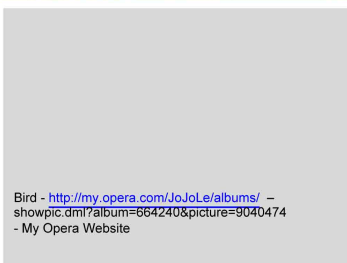 Bird - http://my.opera.com/JoJoLe/albums/ –
showpic.dml?album=664240&picture=9040474
- My Opera Website